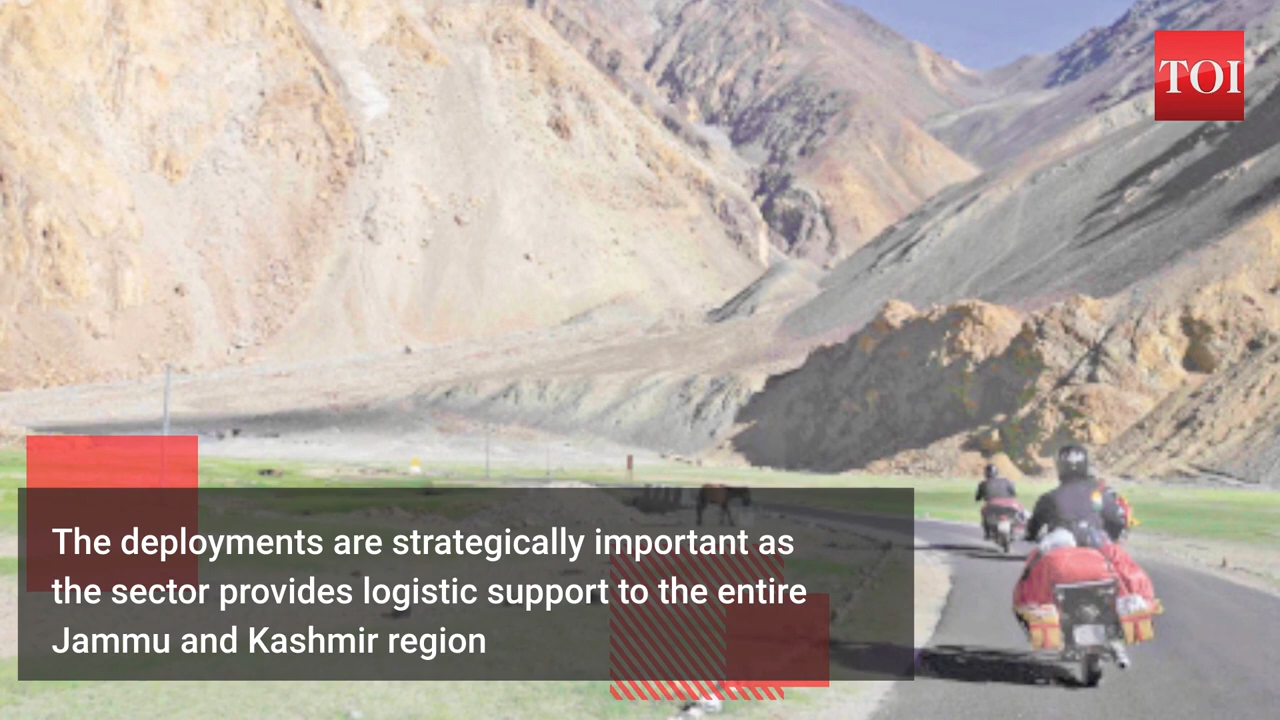 TOI
The deployments are strategically important as
the sector provides logistic support to the entire
Jammu and Kashmir region